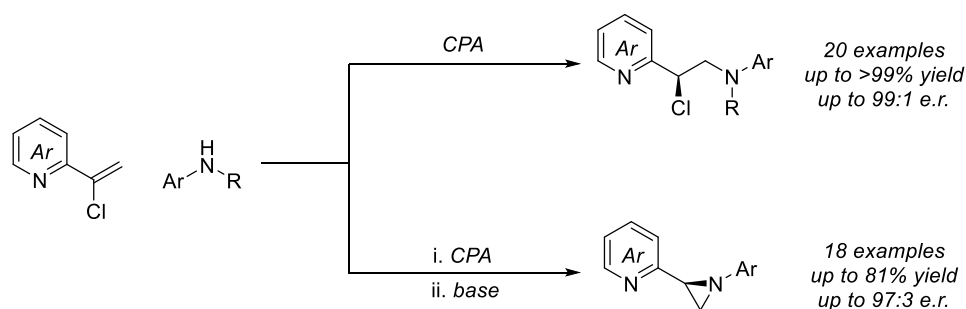 Ar
N
Cl
Ar
H
N
R
CPA
Ar
N
Cl
N
Ar
R
20 examples
up to >99% yield
up to 99:1 e.r.
i. CPA
ii. base
Ar
N
N
Ar
18 examples
up to 81% yield
up to 97:3 e.r.